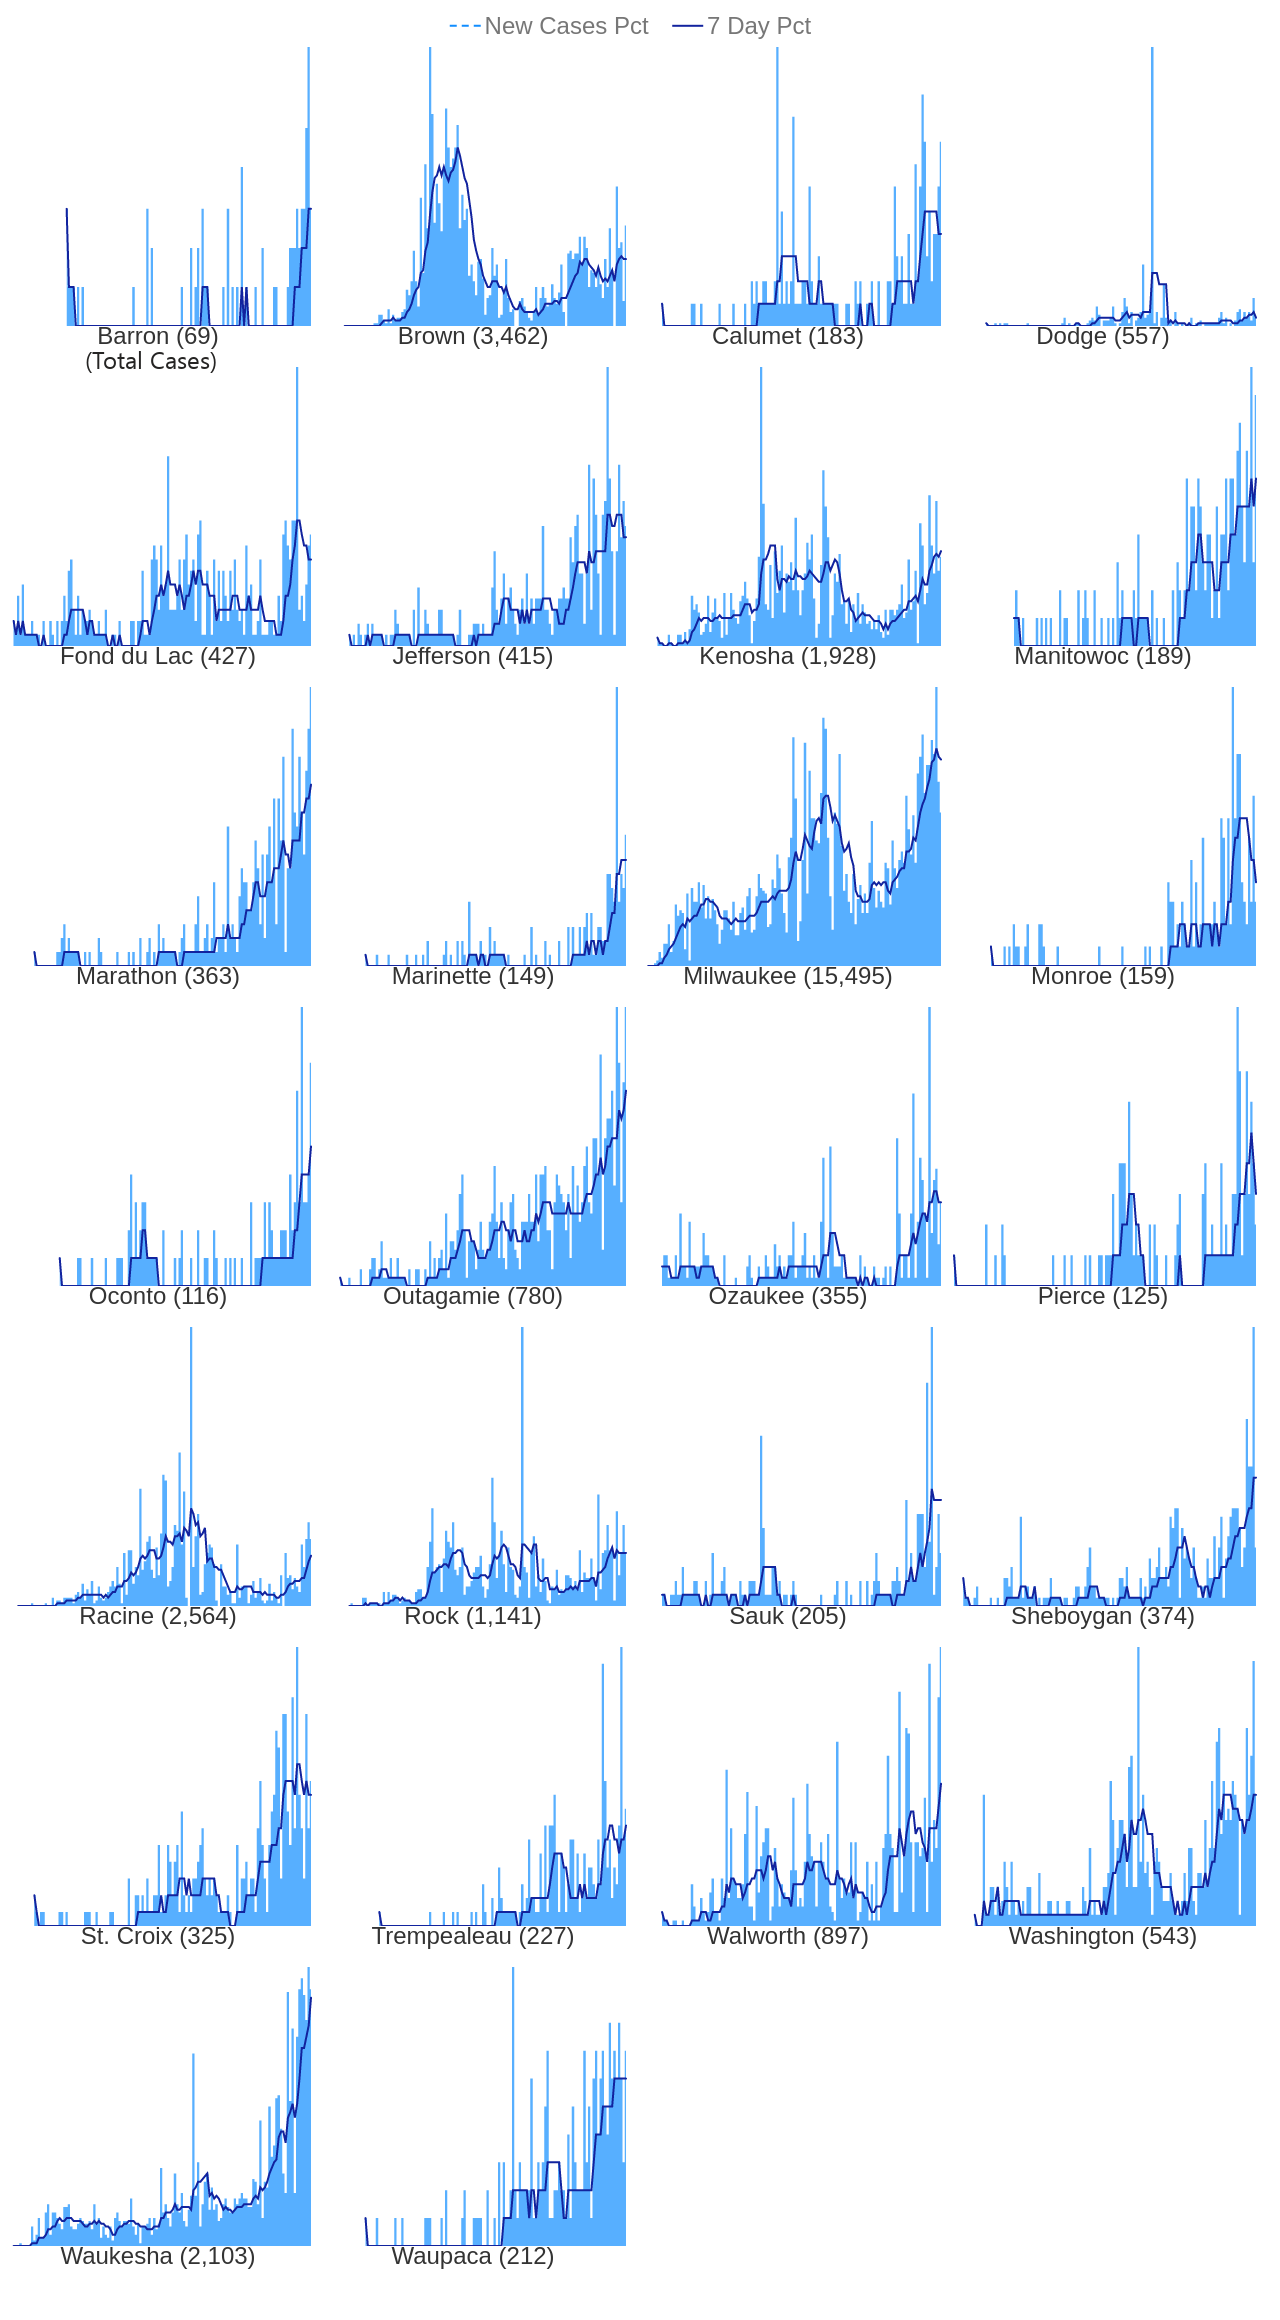 New Cases Pct 7 Day Pct
Barron (69) Brown (3,462) Calumet (183) Dodge (557)
(Total Cases)
Fond du Lac (427) Jefferson (415) Kenosha (1,928) Manitowoc (189)
Marathon (363) Marinette (149) Milwaukee (15,495) Monroe (159)
Oconto (116) Outagamie (780) Ozaukee (355) Pierce (125)
Racine (2,564) Rock (1,141) Sauk (205) Sheboygan (374)
St. Croix (325) Trempealeau (227) Walworth (897) Washington (543)
Waukesha (2,103) Waupaca (212)